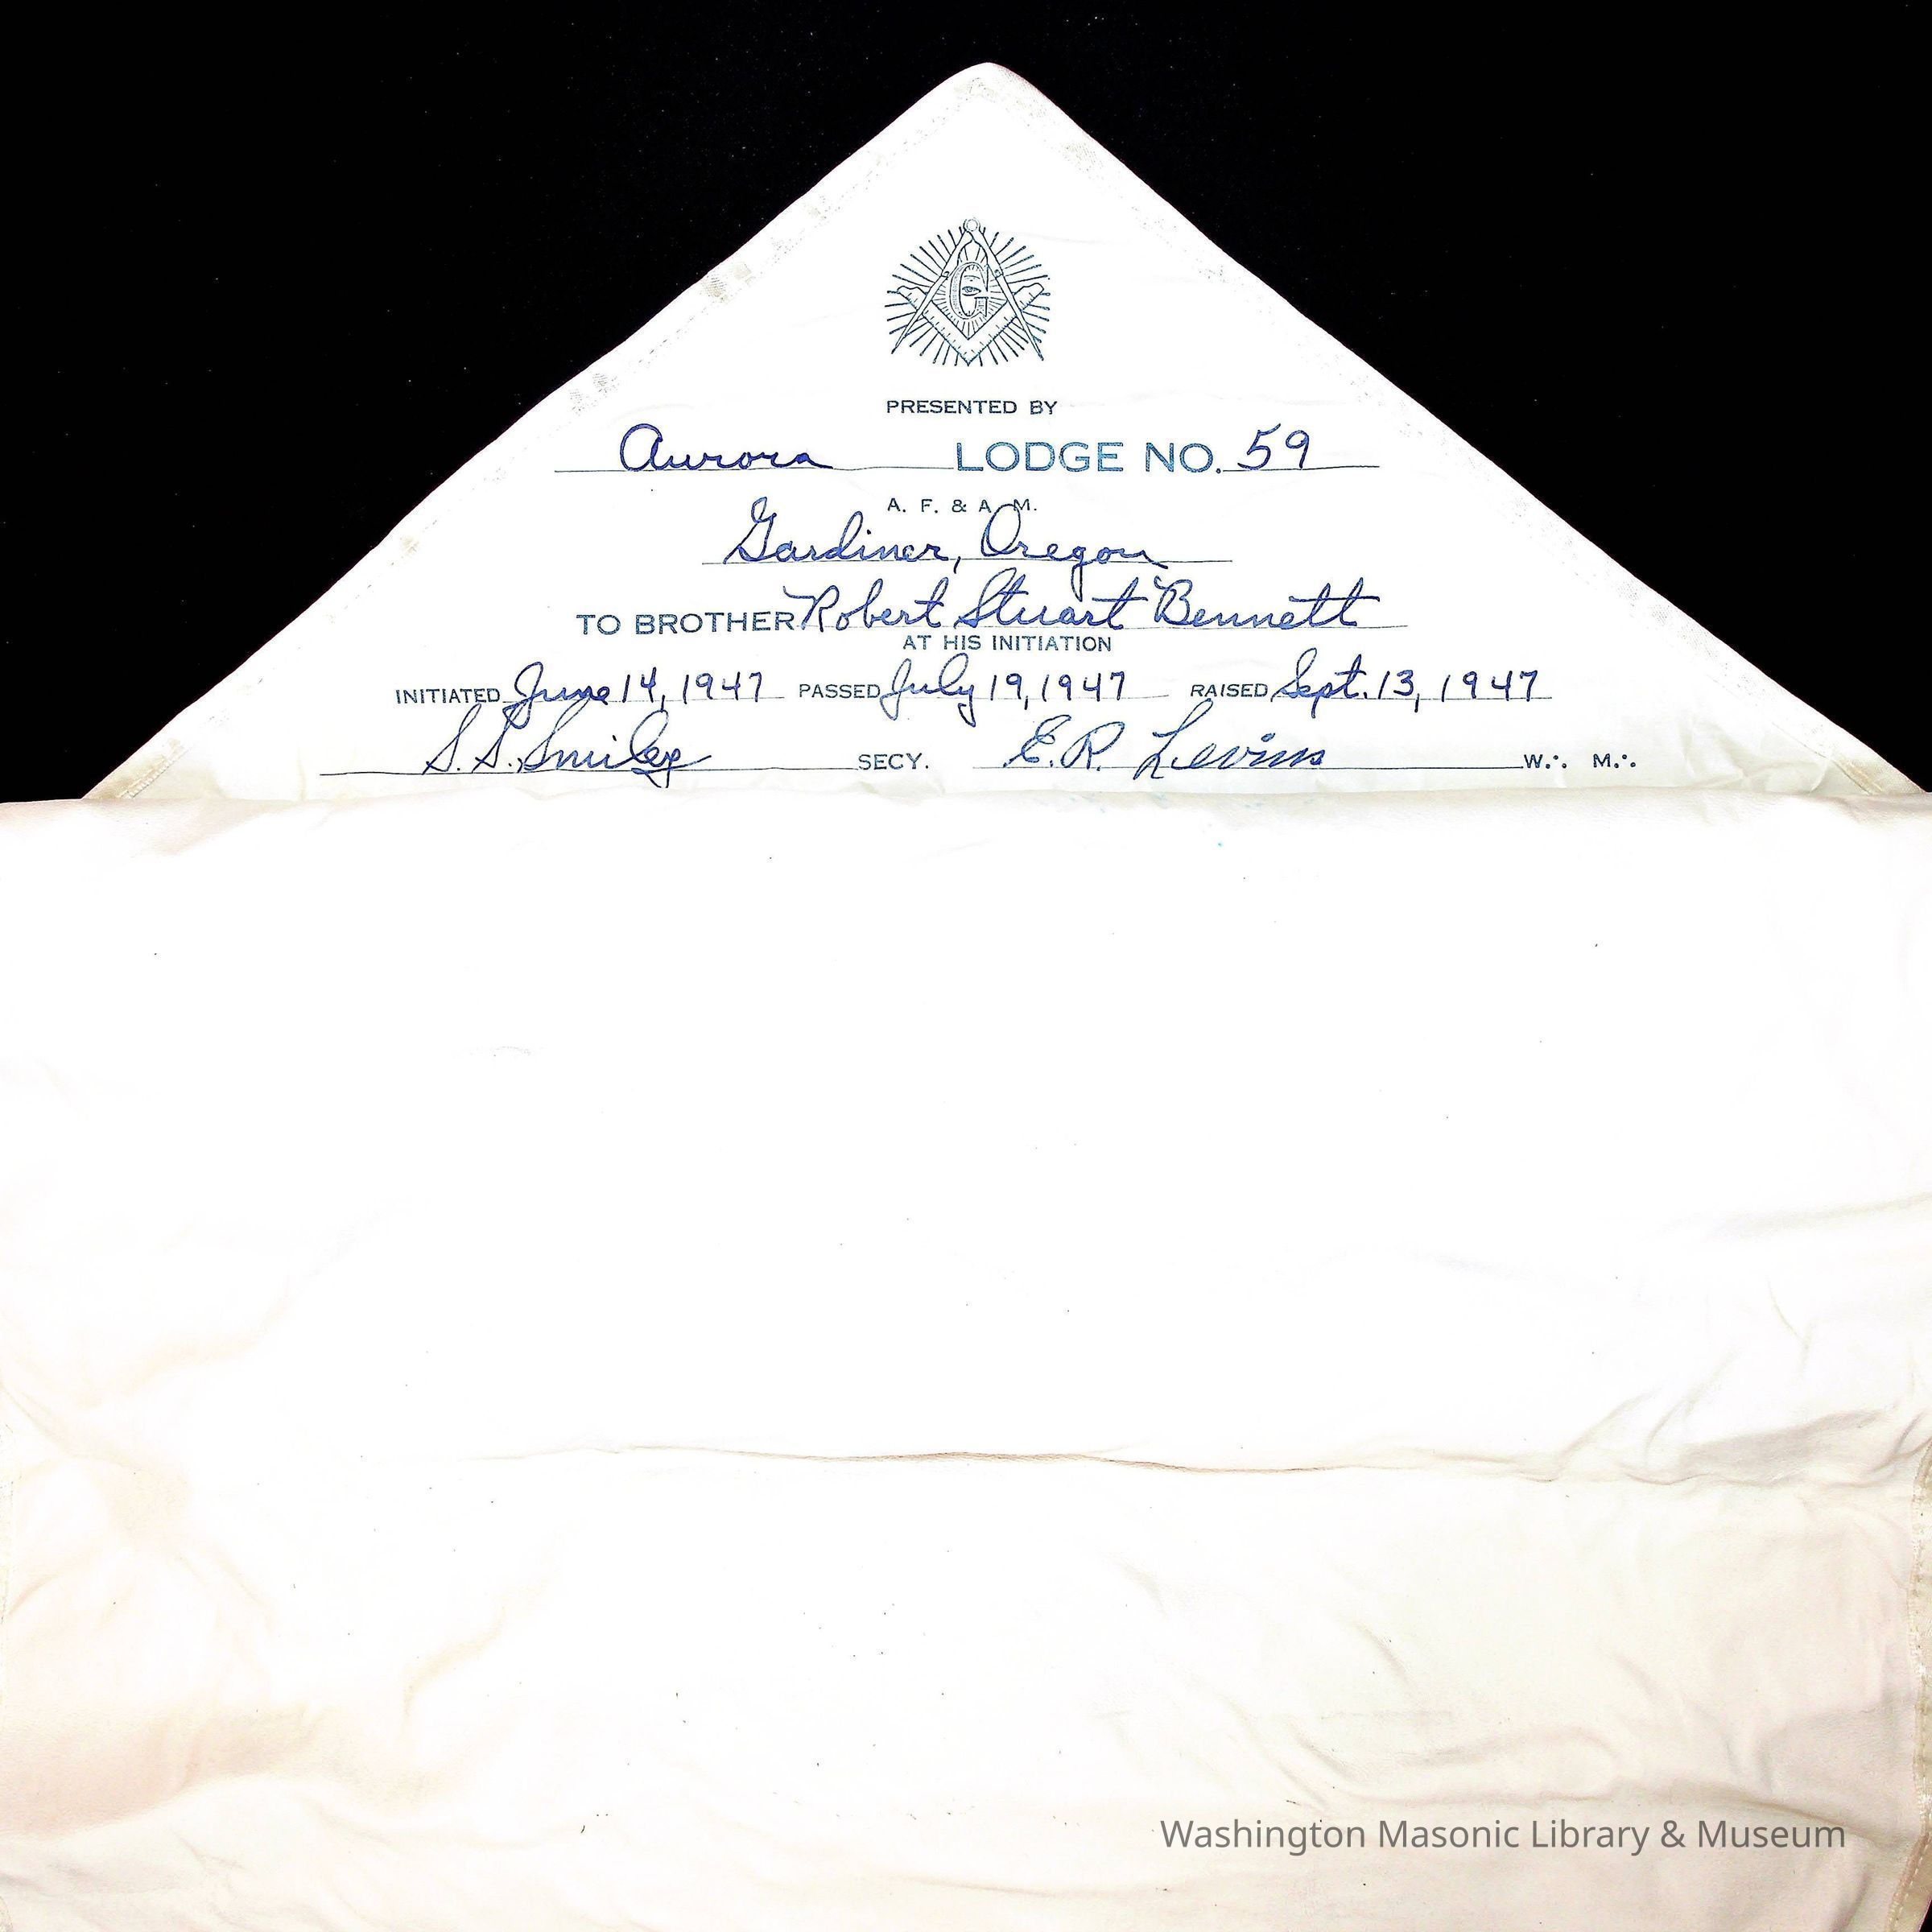 G
PRESENTED BY
Aurora LODGE NO. 59
A. F. & A. M.
Gardiner, Oregon
TO BROTHER Robert Stuart Bennett
AT HIS INITIATION
INITIATED June 14, 1947 PASSED July 19, 1947 RAISED Sept. 13, 1947
S. S. Smiley SECY. E. R. Levins W.∴ M.∴
Washington Masonic Library & Museum